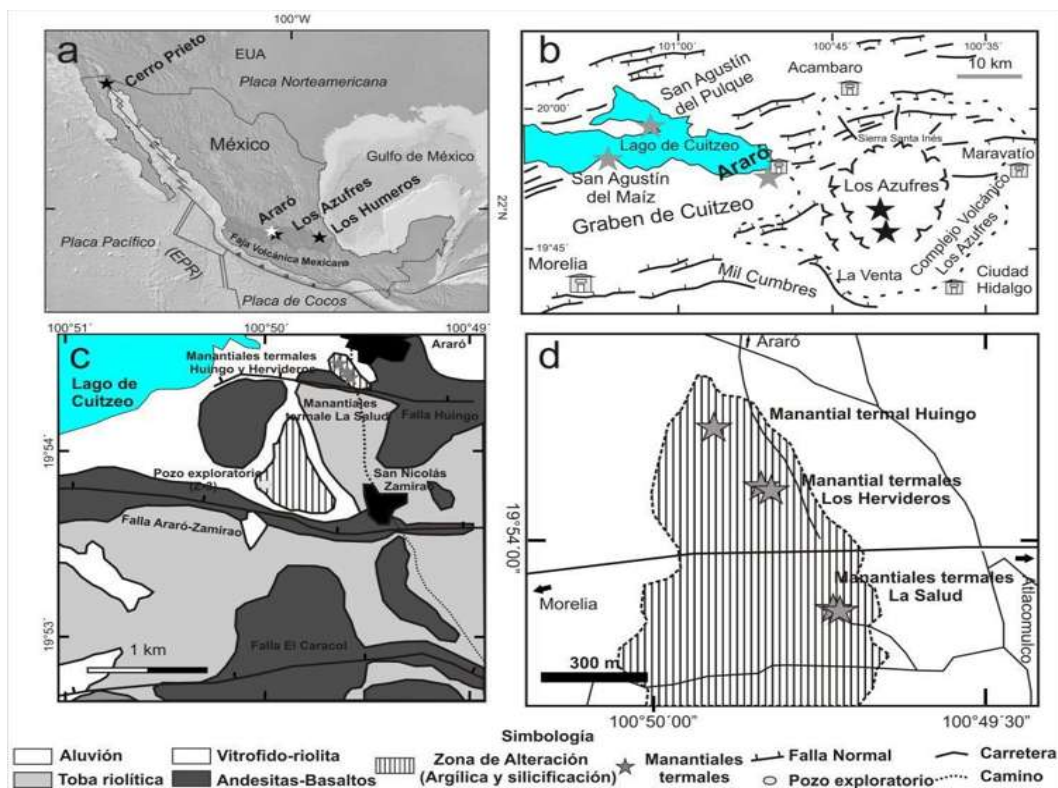 a
100°W
Cerro Prieto
EUA
Placa Norteamericana
México
Gulfo de México
Araró
Los Azufres
Los Humeros
22°N
Faja Volcánica Mexicana
Placa Pacífico
(EPR)
Placa de Cocos
b
101°00'
100°45'
100°35'
10 km
San Agustín
del Pulque
Acambaro
20°00'
Sierra Santa Inés
Lago de Cuitzeo
Araró
Maravatío
San Agustín
del Maíz
Los Azufres
Graben de Cuitzeo
Complejo Volcánico
Los Azufres
19°45'
Morelia
Mil Cumbres
La Venta
Ciudad
Hidalgo
c
100°51´
100°50´
100°49´
Araró
Manantiales termales
Huingo y Hervideros
Lago de
Cuitzeo
Manantiales
termale La Salud
Falla Huingo
19°54´
Pozo exploratorio
San Nicolás
Zamirao
Falla Araró-Zamirao
19°53´
Falla El Caracol
1 km
d
Araró
Manantial termal Huingo
Manantial termales
Los Hervideros
19°54'00"
Manantiales termales
La Salud
Morelia
Atlacomulco
300 m
100°50´00"
100°49´30"
Simbología
Aluvión
Vitrofido-riolita
Zona de Alteración
(Argílica y silicificación)
Manantiales
termales
Falla Normal
Carretera
Toba riolítica
Andesitas-Basaltos
Pozo exploratorio
Camino